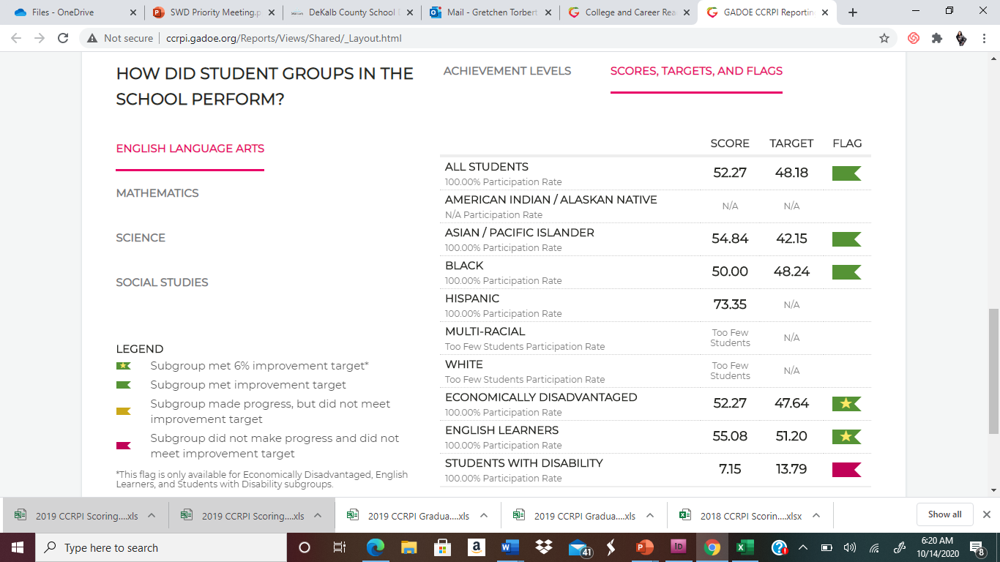 Files - OneDrive
SWD Priority Meeting.p
DeKalb County School D
Mail - Gretchen Torbert
College and Career Rea
GADOE CCRPI Reportin
Not secure
ccrpi.gadoe.org/Reports/Views/Shared/_Layout.html
HOW DID STUDENT GROUPS IN THE
SCHOOL PERFORM?
ACHIEVEMENT LEVELS
SCORES, TARGETS, AND FLAGS
ENGLISH LANGUAGE ARTS
MATHEMATICS
SCIENCE
SOCIAL STUDIES
LEGEND
Subgroup met 6% improvement target*
Subgroup met improvement target
Subgroup made progress, but did not meet
improvement target
Subgroup did not make progress and did not
meet improvement target
*This flag is only available for Economically Disadvantaged, English
Learners, and Students with Disability subgroups.
SCORE TARGET FLAG
ALL STUDENTS 52.27 48.18
100.00% Participation Rate
AMERICAN INDIAN / ALASKAN NATIVE N/A N/A
N/A Participation Rate
ASIAN / PACIFIC ISLANDER 54.84 42.15
100.00% Participation Rate
BLACK 50.00 48.24
100.00% Participation Rate
HISPANIC 73.35 N/A
100.00% Participation Rate
MULTI-RACIAL Too Few Students N/A
Too Few Students Participation Rate
WHITE Too Few Students N/A
Too Few Students Participation Rate
ECONOMICALLY DISADVANTAGED 52.27 47.64
100.00% Participation Rate
ENGLISH LEARNERS 55.08 51.20
100.00% Participation Rate
STUDENTS WITH DISABILITY 7.15 13.79
100.00% Participation Rate
2019 CCRPI Scoring....xls
2019 CCRPI Scoring....xls
2019 CCRPI Gradua....xls
2019 CCRPI Gradua....xls
2018 CCRPI Scorin....xlsx
Show all
Type here to search
41
ID
6:20 AM
10/14/2020
8